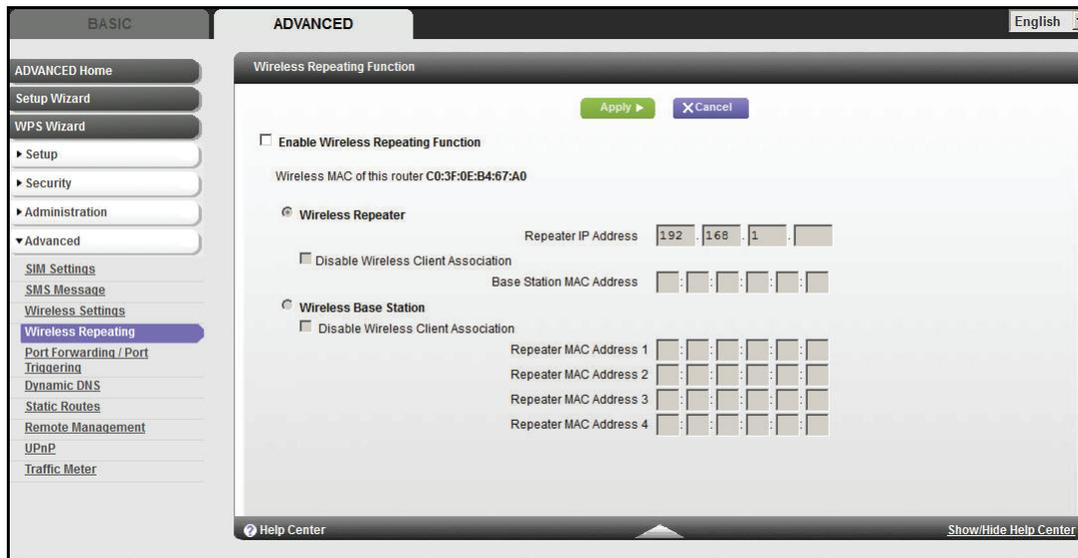 BASIC
ADVANCED
English
ADVANCED Home
Setup Wizard
WPS Wizard
Setup
Security
Administration
Advanced
SIM Settings
SMS Message
Wireless Settings
Wireless Repeating
Port Forwarding / Port
Triggering
Dynamic DNS
Static Routes
Remote Management
UPnP
Traffic Meter
Wireless Repeating Function
Apply
X Cancel
Enable Wireless Repeating Function
Wireless MAC of this router C0:3F:0E:B4:67:A0
Wireless Repeater
Repeater IP Address 192 . 168 . 1 .
Disable Wireless Client Association
Base Station MAC Address : : : : :
Wireless Base Station
Disable Wireless Client Association
Repeater MAC Address 1 : : : : :
Repeater MAC Address 2 : : : : :
Repeater MAC Address 3 : : : : :
Repeater MAC Address 4 : : : : :
? Help Center
Show/Hide Help Center